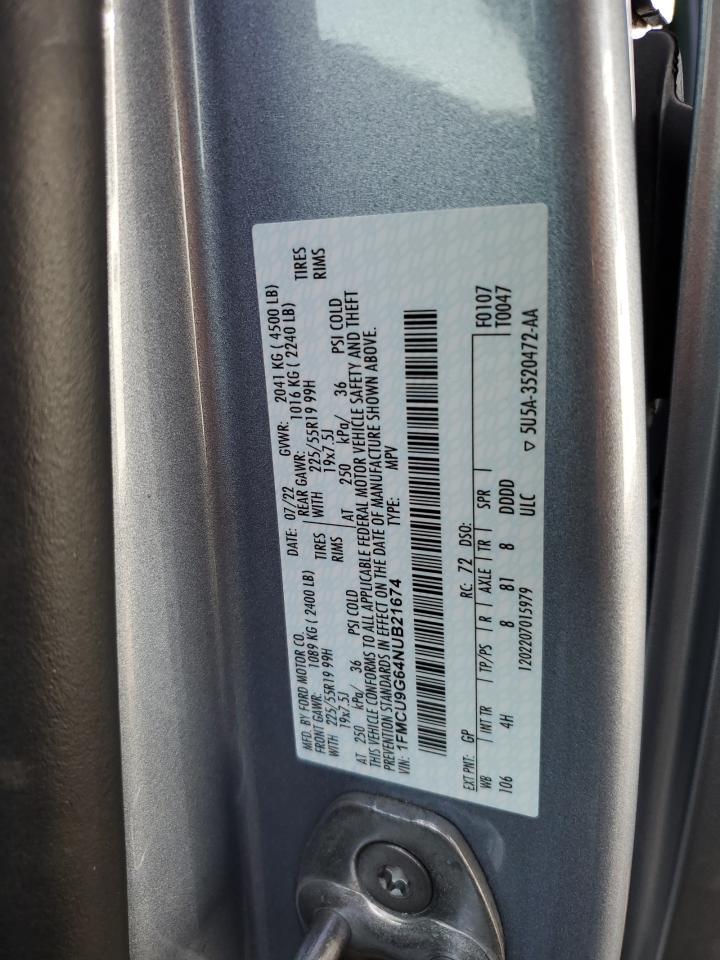 MFD. BY FORD MOTOR CO.
DATE: 07/22 GVWR: 2041 KG ( 4500 LB)
FRONT GAWR: 1089 KG ( 2400 LB) REAR GAWR: 1016 KG ( 2240 LB)
WITH 225/55R19 99H TIRES WITH 225/55R19 99H TIRES
19x7.5J RIMS 19x7.5J RIMS
AT 250 kPa/ 36 PSI COLD AT 250 kPa/ 36 PSI COLD
THIS VEHICLE CONFORMS TO ALL APPLICABLE FEDERAL MOTOR VEHICLE SAFETY AND THEFT
PREVENTION STANDARDS IN EFFECT ON THE DATE OF MANUFACTURE SHOWN ABOVE.
VIN: 1FMCU9G64NUB21674 TYPE: MPV
EXT PNT: GP RC: 72 DSO:
WB INT TR TP/PS R AXLE TR SPR F0107
106 4H 8 81 8 DDDD T0047
1202207015979 ULC ▽ 5U5A-3520472-AA